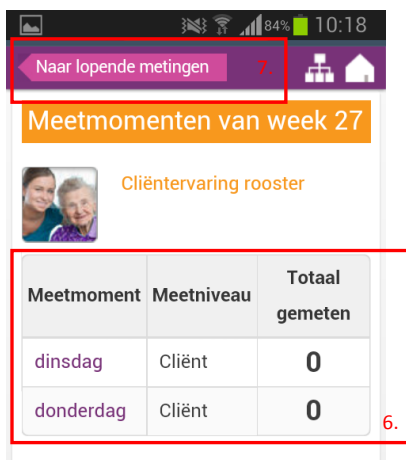 84% 10:18
Naar lopende metingen 7.
Meetmomenten van week 27
Cliëntervaring rooster
Meetmoment Meetniveau Totaal gemeten
dinsdag Cliënt 0
donderdag Cliënt 0
6.